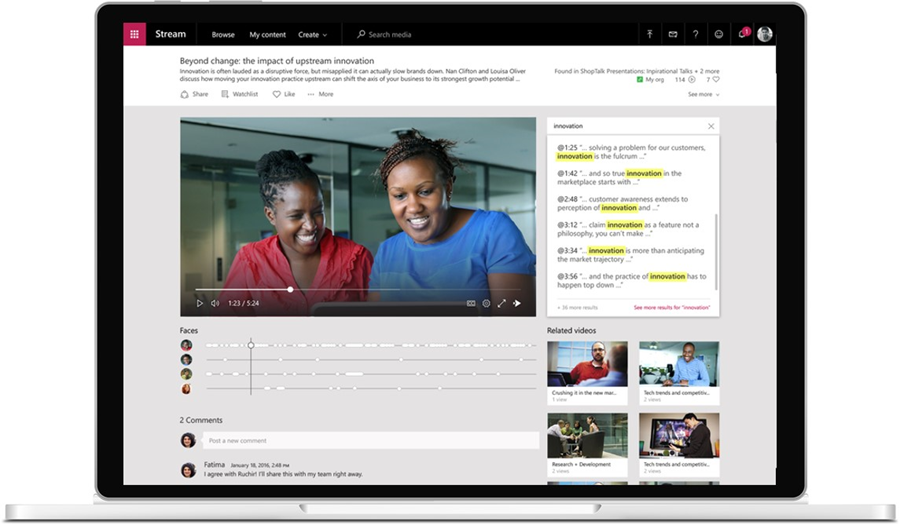 Stream
Browse
My content
Create
Search media
?
1
Beyond change: the impact of upstream innovation
Innovation is often lauded as a disruptive force, but misapplied it can actually slow brands down. Nan Clifton and Louisa Oliver
discuss how moving your innovation practice upstream can shift the axis of your business to its strongest growth potential ...
Found in ShopTalk Presentations: Inpirational Talks + 2 more
My org
114
7
Share
Watchlist
Like
More
See more
innovation
@1:25 "... solving a problem for our customers,
innovation is the fulcrum ..."
@1:42 "... and so true innovation in the
marketplace starts with ..."
@2:48 "... customer awareness extends to
perception of innovation and ..."
@3:12 "... claim innovation as a feature not a
philosophy, you can't make ..."
@3:34 "... innovation is more than anticipating
the market trajectory ..."
@3:56 "... and the practice of innovation has to
happen top down ..."
+ 36 more results
See more results for "innovation"
1:23 / 5:24
Faces
2 Comments
Post a new comment
Fatima
January 18, 2016, 2:48 PM
I agree with Ruchir! I'll share this with my team right away.
Related videos
Crushing it in the new mar...
1 view
Tech trends and competitiv...
2 views
Research + Development
2 views
Tech trends and competitiv...
2 views